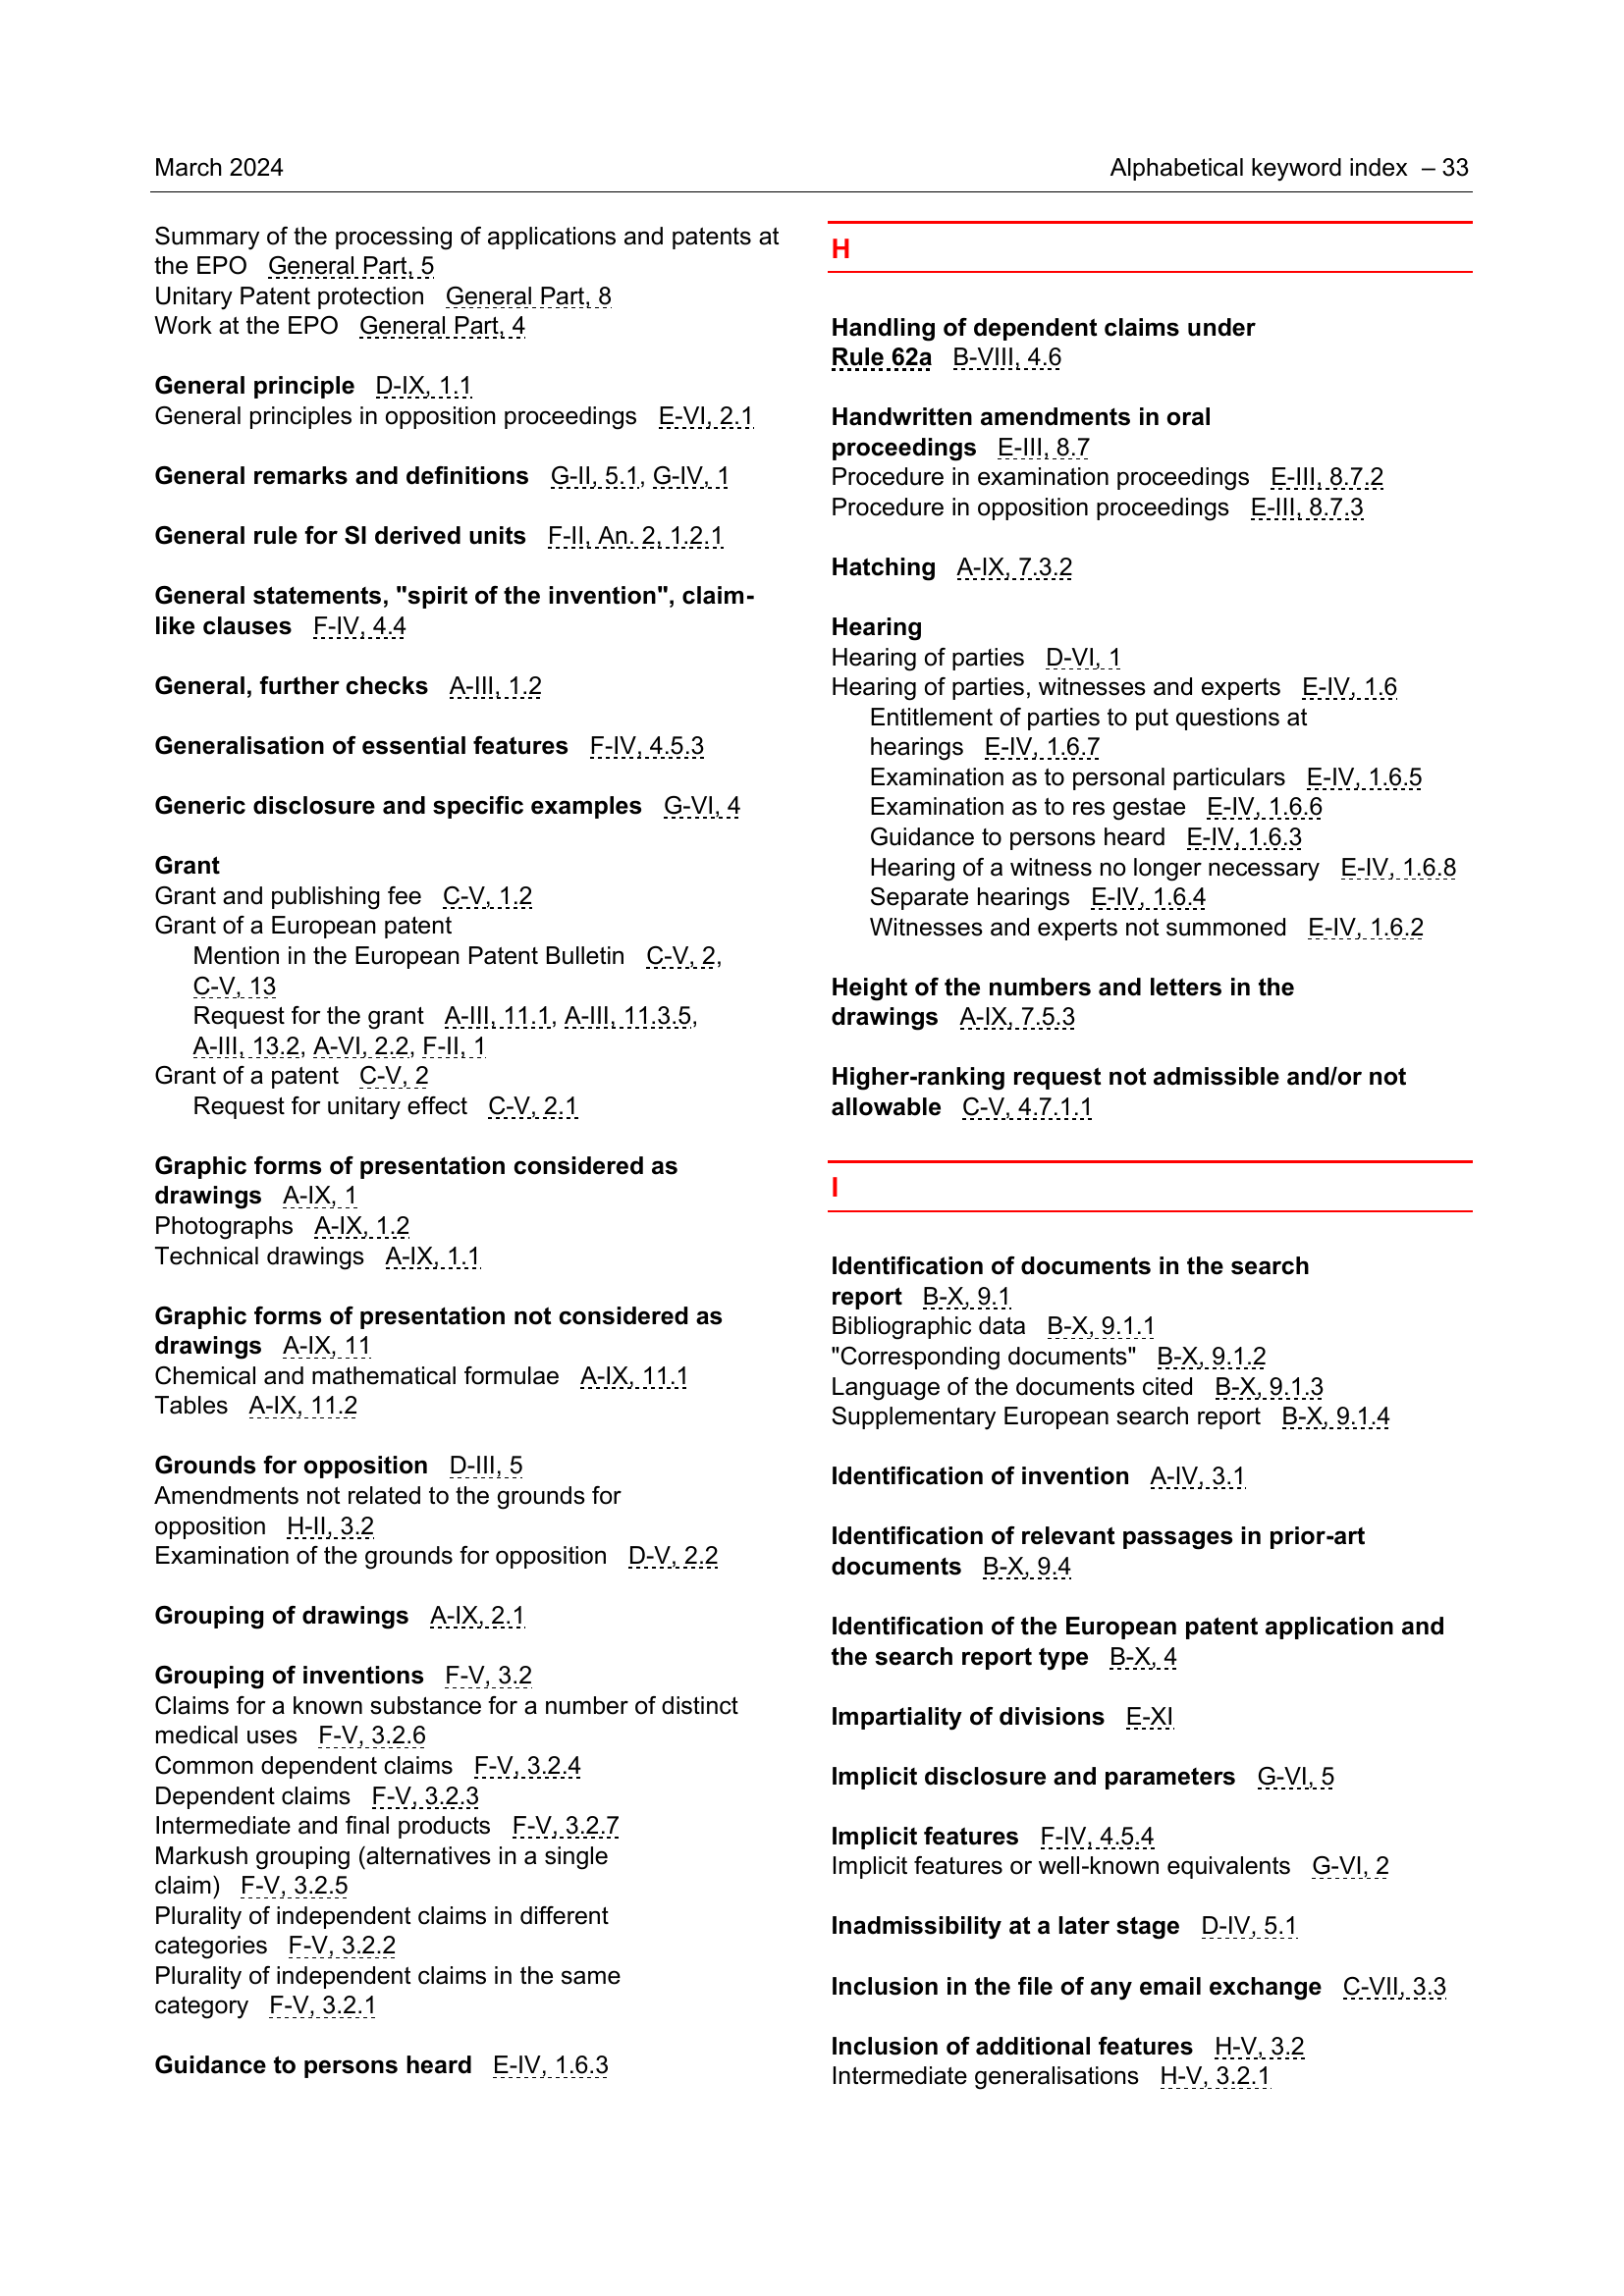 March 2024
Alphabetical keyword index – 33
Summary of the processing of applications and patents at
the EPO General Part, 5
Unitary Patent protection General Part, 8
Work at the EPO General Part, 4
General principle D-IX, 1.1
General principles in opposition proceedings E-VI, 2.1
General remarks and definitions G-II, 5.1, G-IV, 1
General rule for SI derived units F-II, An. 2, 1.2.1
General statements, "spirit of the invention", claim-
like clauses F-IV, 4.4
General, further checks A-III, 1.2
Generalisation of essential features F-IV, 4.5.3
Generic disclosure and specific examples G-VI, 4
Grant
Grant and publishing fee C-V, 1.2
Grant of a European patent
Mention in the European Patent Bulletin C-V, 2,
C-V, 13
Request for the grant A-III, 11.1, A-III, 11.3.5,
A-III, 13.2, A-VI, 2.2, F-II, 1
Grant of a patent C-V, 2
Request for unitary effect C-V, 2.1
Graphic forms of presentation considered as
drawings A-IX, 1
Photographs A-IX, 1.2
Technical drawings A-IX, 1.1
Graphic forms of presentation not considered as
drawings A-IX, 11
Chemical and mathematical formulae A-IX, 11.1
Tables A-IX, 11.2
Grounds for opposition D-III, 5
Amendments not related to the grounds for
opposition H-II, 3.2
Examination of the grounds for opposition D-V, 2.2
Grouping of drawings A-IX, 2.1
Grouping of inventions F-V, 3.2
Claims for a known substance for a number of distinct
medical uses F-V, 3.2.6
Common dependent claims F-V, 3.2.4
Dependent claims F-V, 3.2.3
Intermediate and final products F-V, 3.2.7
Markush grouping (alternatives in a single
claim) F-V, 3.2.5
Plurality of independent claims in different
categories F-V, 3.2.2
Plurality of independent claims in the same
category F-V, 3.2.1
Guidance to persons heard E-IV, 1.6.3
H
Handling of dependent claims under
Rule 62a B-VIII, 4.6
Handwritten amendments in oral
proceedings E-III, 8.7
Procedure in examination proceedings E-III, 8.7.2
Procedure in opposition proceedings E-III, 8.7.3
Hatching A-IX, 7.3.2
Hearing
Hearing of parties D-VI, 1
Hearing of parties, witnesses and experts E-IV, 1.6
Entitlement of parties to put questions at
hearings E-IV, 1.6.7
Examination as to personal particulars E-IV, 1.6.5
Examination as to res gestae E-IV, 1.6.6
Guidance to persons heard E-IV, 1.6.3
Hearing of a witness no longer necessary E-IV, 1.6.8
Separate hearings E-IV, 1.6.4
Witnesses and experts not summoned E-IV, 1.6.2
Height of the numbers and letters in the
drawings A-IX, 7.5.3
Higher-ranking request not admissible and/or not
allowable C-V, 4.7.1.1
I
Identification of documents in the search
report B-X, 9.1
Bibliographic data B-X, 9.1.1
"Corresponding documents" B-X, 9.1.2
Language of the documents cited B-X, 9.1.3
Supplementary European search report B-X, 9.1.4
Identification of invention A-IV, 3.1
Identification of relevant passages in prior-art
documents B-X, 9.4
Identification of the European patent application and
the search report type B-X, 4
Impartiality of divisions E-XI
Implicit disclosure and parameters G-VI, 5
Implicit features F-IV, 4.5.4
Implicit features or well-known equivalents G-VI, 2
Inadmissibility at a later stage D-IV, 5.1
Inclusion in the file of any email exchange C-VII, 3.3
Inclusion of additional features H-V, 3.2
Intermediate generalisations H-V, 3.2.1